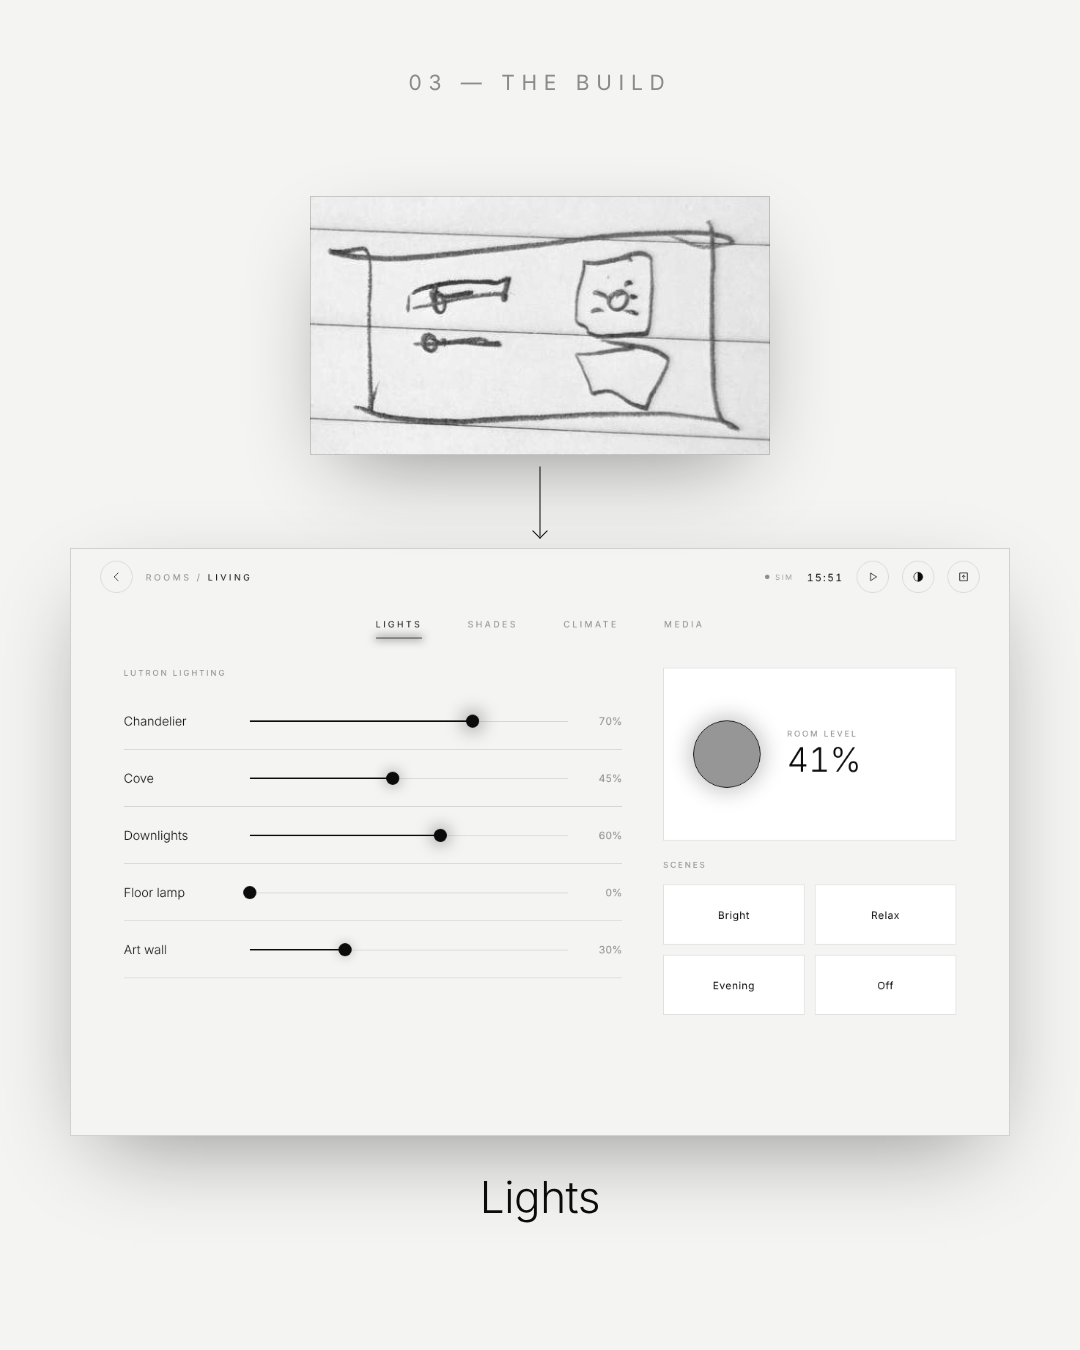 03 — THE BUILD
ROOMS / LIVING
SIM 15:51
LIGHTS SHADES CLIMATE MEDIA
LUTRON LIGHTING
Chandelier 70%
Cove 45%
Downlights 60%
Floor lamp 0%
Art wall 30%
ROOM LEVEL
41%
SCENES
Bright Relax
Evening Off
Lights